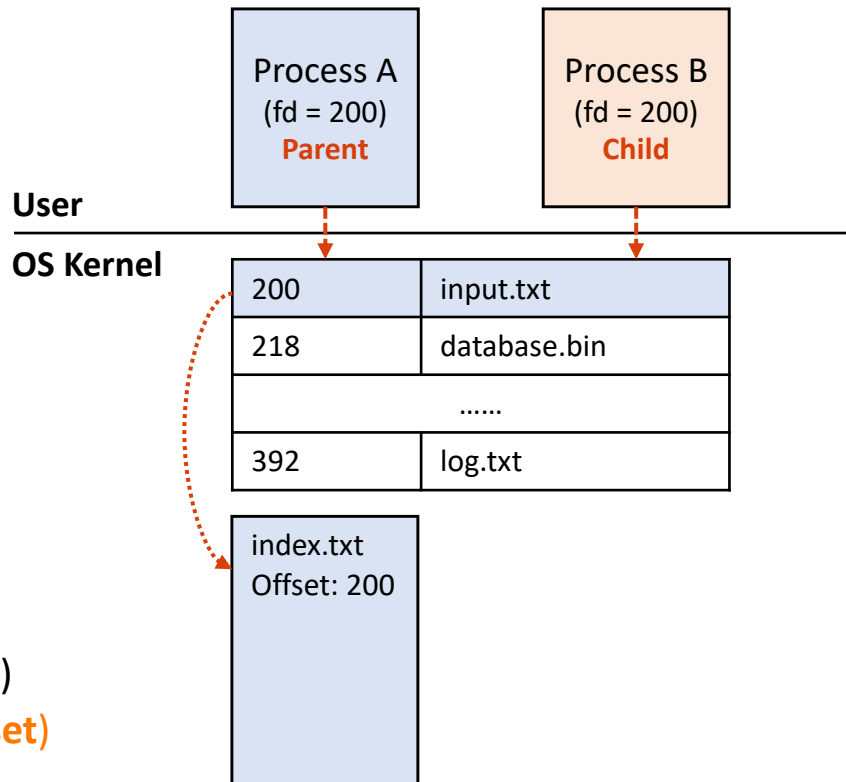 Process A
(fd = 200)
Parent
Process B
(fd = 200)
Child
User
OS Kernel
200 input.txt
218 database.bin
......
392 log.txt
index.txt
Offset: 200
)
et)